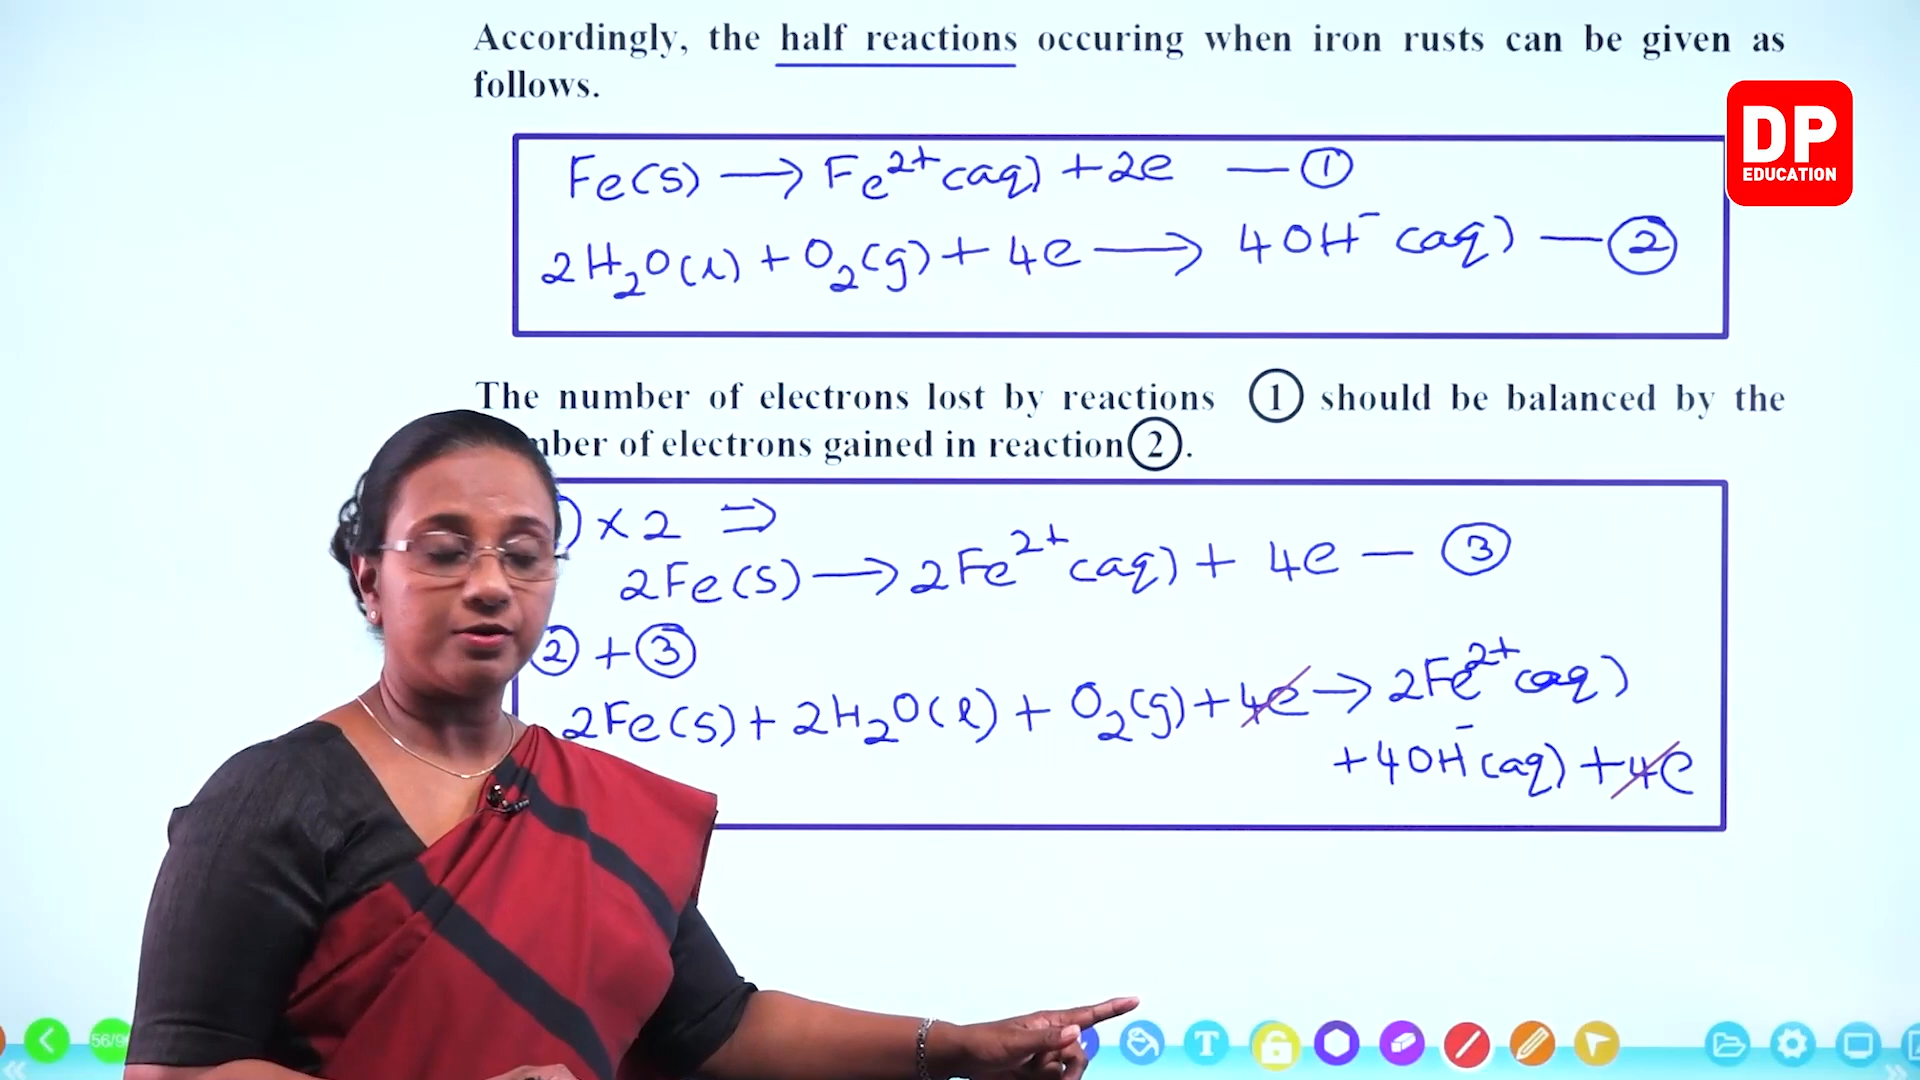 Accordingly, the half reactions occuring when iron rusts can be given as
follows.
DP
EDUCATION
Fe(s) → Fe²⁺(aq) + 2e — ①
2H₂O(l) + O₂(g) + 4e → 4OH⁻(aq) — ②
The number of electrons lost by reactions ① should be balanced by the
of electrons gained in reaction ②.
× 2 ⇒
2Fe(s) → 2Fe²⁺(aq) + 4e — ③
② + ③
2Fe(s) + 2H₂O(l) + O₂(g) + 4e → 2Fe²⁺(aq)
+ 4OH⁻(aq) + 4e
T